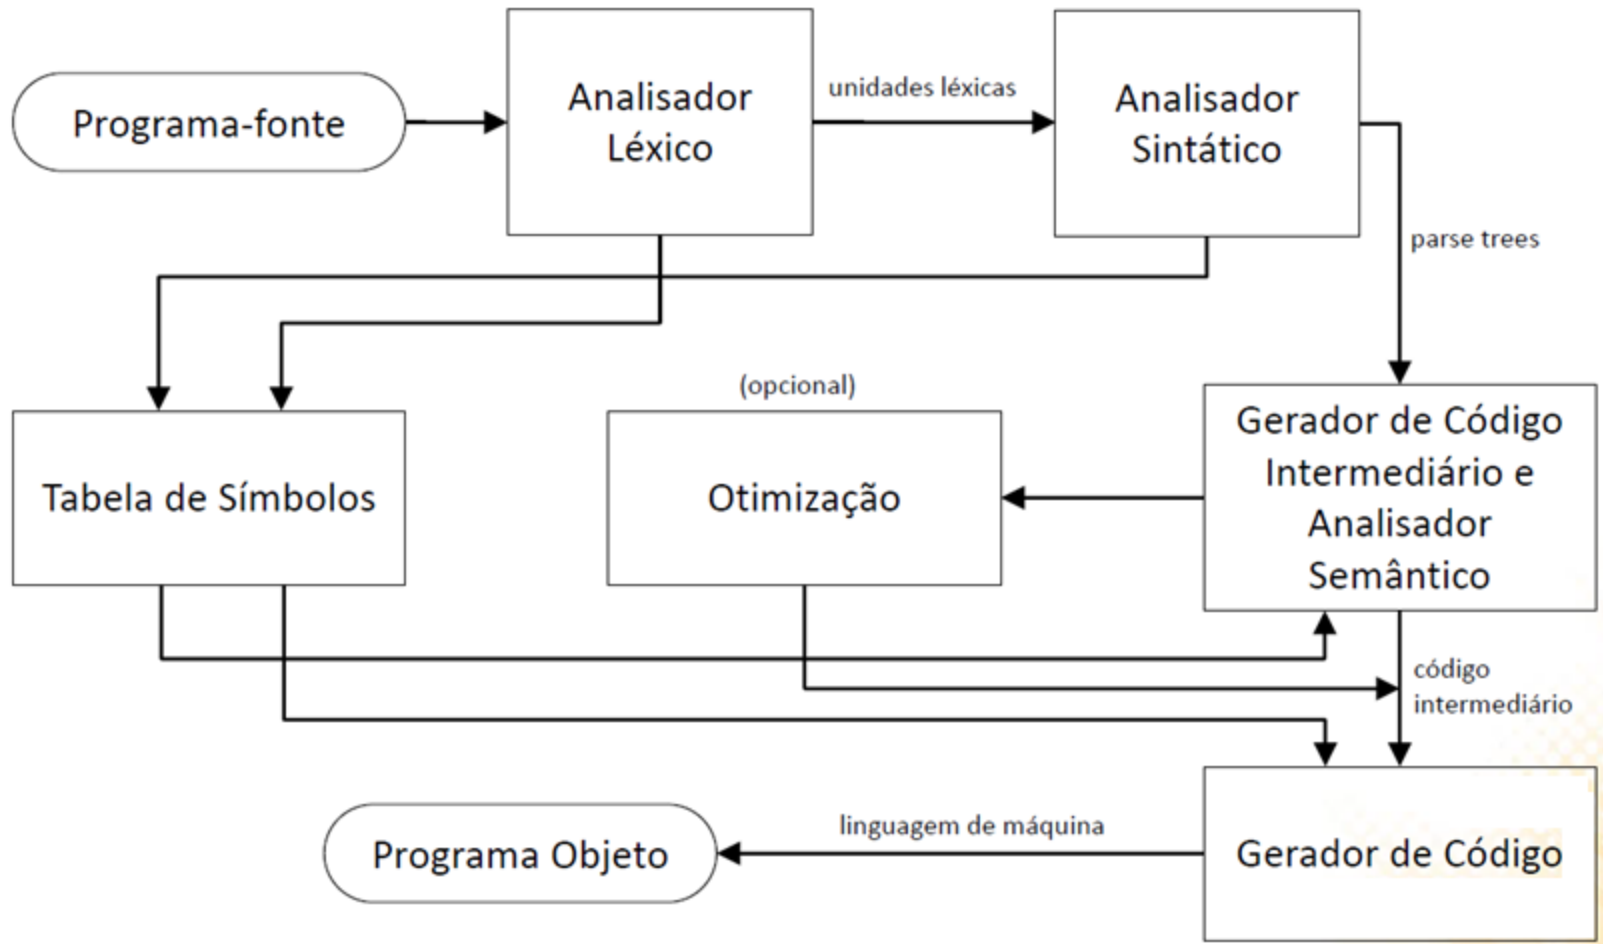 Programa-fonte
Analisador
Léxico
unidades léxicas
Analisador
Sintático
parse trees
Tabela de Símbolos
(opcional)
Otimização
Gerador de Código
Intermediário e
Analisador
Semântico
código
intermediário
Programa Objeto
linguagem de máquina
Gerador de Código